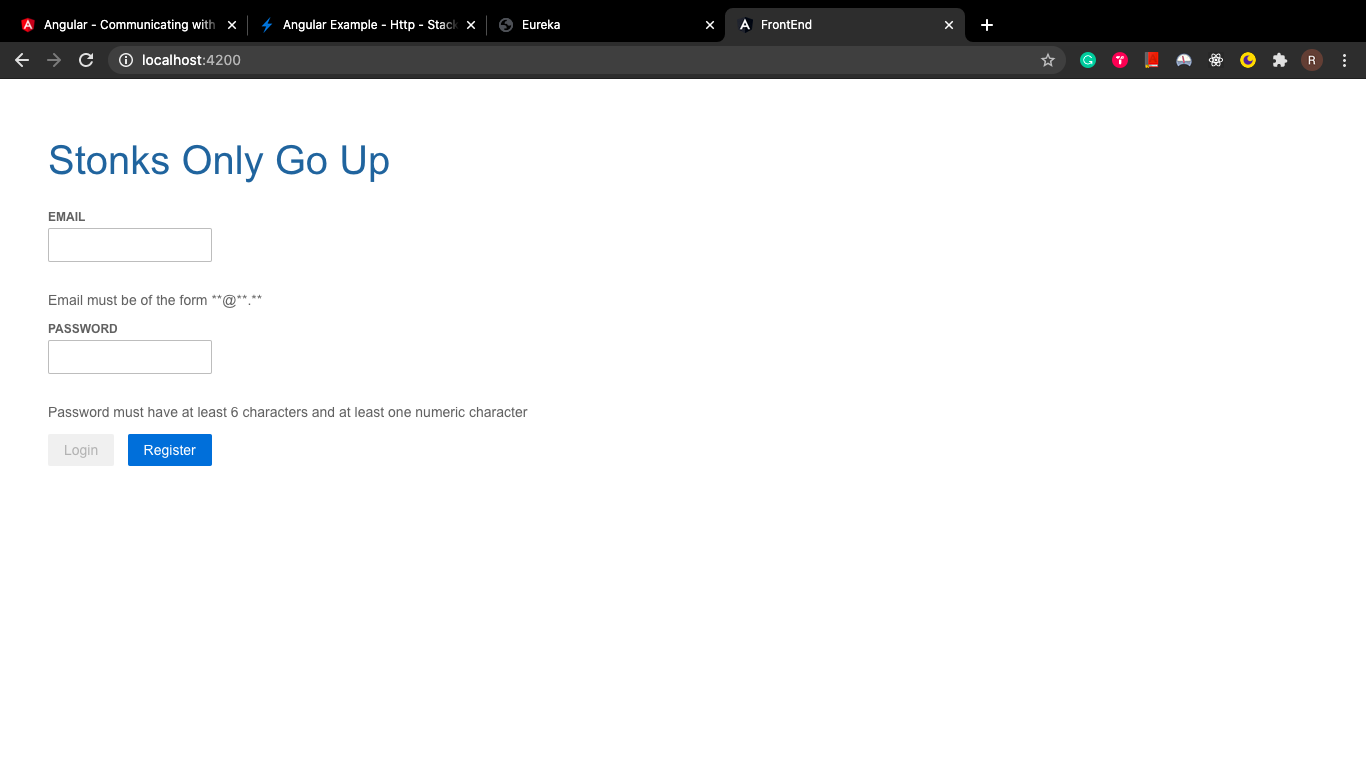 Angular - Communicating with
Angular Example - Http - Stack
Eureka
FrontEnd
localhost:4200
R
Stonks Only Go Up
EMAIL
Email must be of the form **@**.**
PASSWORD
Password must have at least 6 characters and at least one numeric character
Login
Register